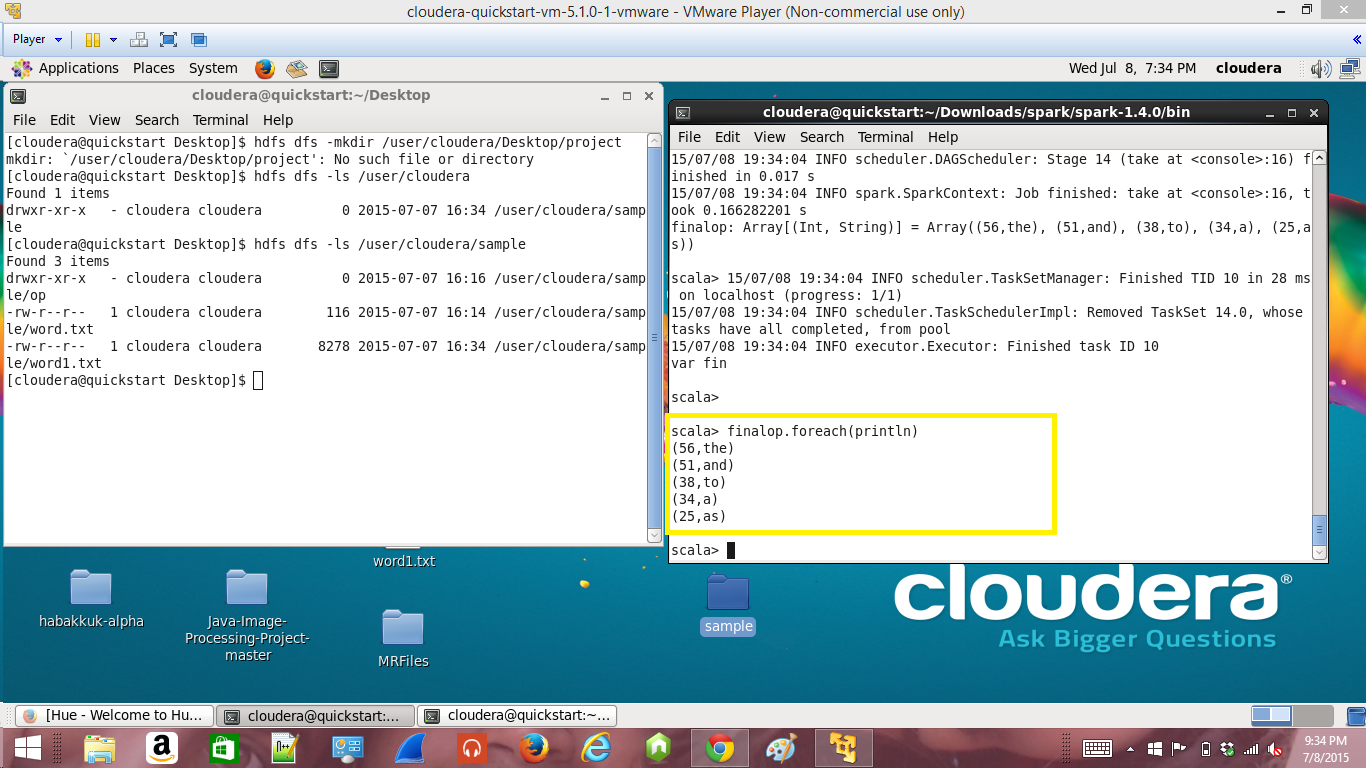 cloudera-quickstart-vm-5.1.0-1-vmware - VMware Player (Non-commercial use only)
Player
Applications Places System
Wed Jul 8, 7:34 PM cloudera
cloudera@quickstart:~/Desktop
File Edit View Search Terminal Help
[cloudera@quickstart Desktop]$ hdfs dfs -mkdir /user/cloudera/Desktop/project
mkdir: `/user/cloudera/Desktop/project': No such file or directory
[cloudera@quickstart Desktop]$ hdfs dfs -ls /user/cloudera
Found 1 items
drwxr-xr-x   - cloudera cloudera          0 2015-07-07 16:34 /user/cloudera/samp
le
[cloudera@quickstart Desktop]$ hdfs dfs -ls /user/cloudera/sample
Found 3 items
drwxr-xr-x   - cloudera cloudera          0 2015-07-07 16:16 /user/cloudera/samp
le/op
-rw-r--r--   1 cloudera cloudera        116 2015-07-07 16:14 /user/cloudera/samp
le/word.txt
-rw-r--r--   1 cloudera cloudera       8278 2015-07-07 16:34 /user/cloudera/samp
le/word1.txt
[cloudera@quickstart Desktop]$
cloudera@quickstart:~/Downloads/spark/spark-1.4.0/bin
File Edit View Search Terminal Help
15/07/08 19:34:04 INFO scheduler.DAGScheduler: Stage 14 (take at <console>:16) f
inished in 0.017 s
15/07/08 19:34:04 INFO spark.SparkContext: Job finished: take at <console>:16, t
ook 0.166282201 s
finalop: Array[(Int, String)] = Array((56,the), (51,and), (38,to), (34,a), (25,a
s))
scala> 15/07/08 19:34:04 INFO scheduler.TaskSetManager: Finished TID 10 in 28 ms
 on localhost (progress: 1/1)
15/07/08 19:34:04 INFO scheduler.TaskSchedulerImpl: Removed TaskSet 14.0, whose
tasks have all completed, from pool
15/07/08 19:34:04 INFO executor.Executor: Finished task ID 10
var fin
scala>
scala> finalop.foreach(println)
(56,the)
(51,and)
(38,to)
(34,a)
(25,as)
scala>
word1.txt
habakkuk-alpha
Java-Image-
Processing-Project-
master
MRFiles
sample
cloudera®
Ask Bigger Questions
[Hue - Welcome to Hu...
cloudera@quickstart:...
cloudera@quickstart:~...
9:34 PM
7/8/2015